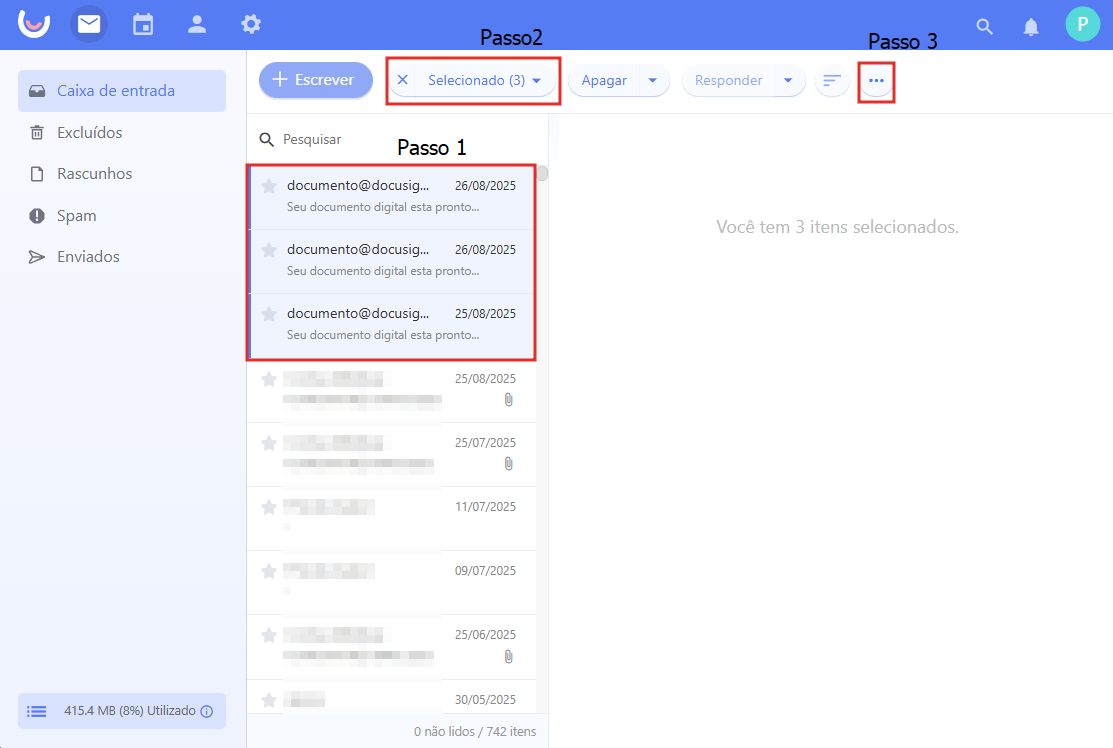 Passo2
Passo 3
P
Escrever
Selecionado (3)
Apagar
Responder
Caixa de entrada
Excluídos
Rascunhos
Spam
Enviados
Pesquisar
Passo 1
documento@docusig... 26/08/2025
Seu documento digital esta pronto...
documento@docusig... 26/08/2025
Seu documento digital esta pronto...
documento@docusig... 25/08/2025
Seu documento digital esta pronto...
25/08/2025
25/07/2025
11/07/2025
09/07/2025
25/06/2025
30/05/2025
0 não lidos / 742 itens
Você tem 3 itens selecionados.
415.4 MB (8%) Utilizado